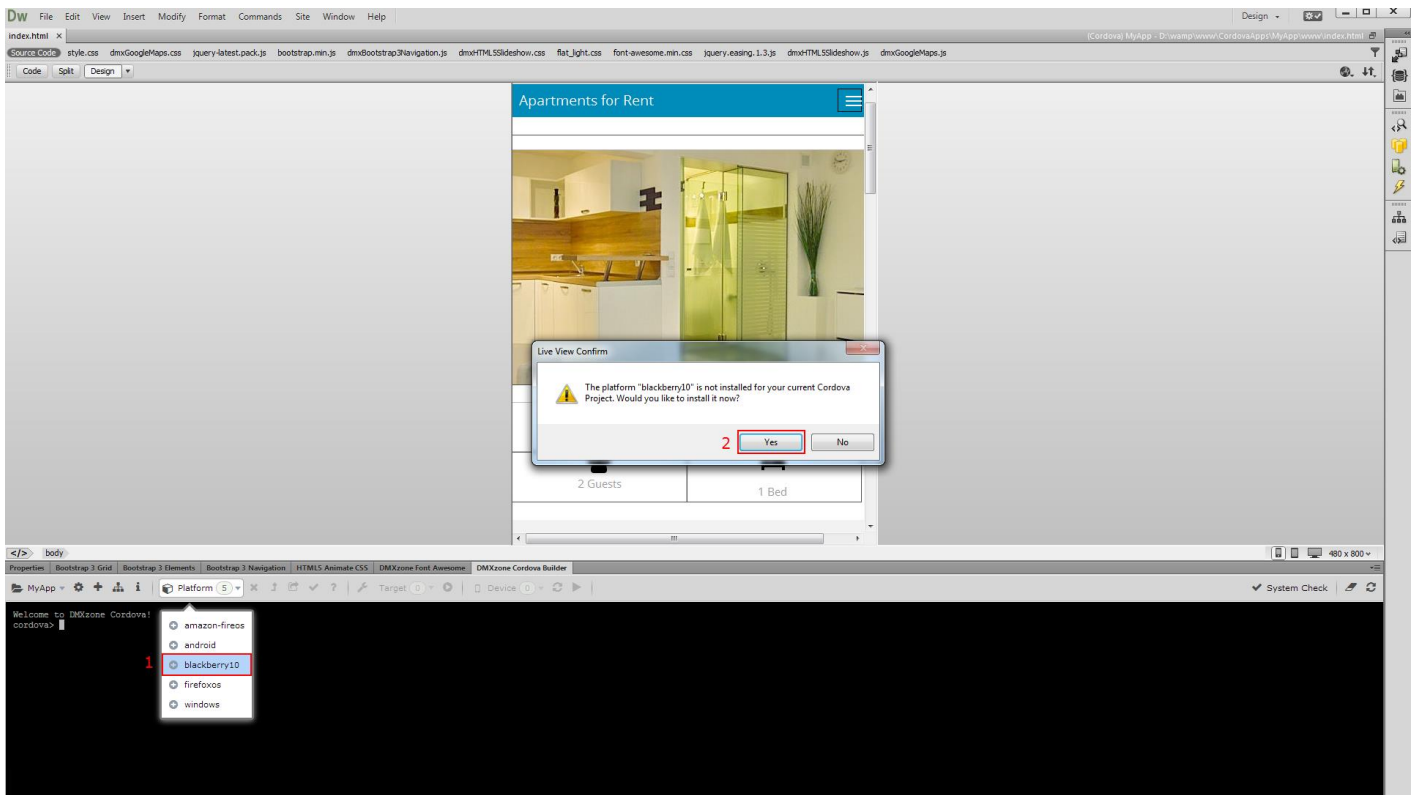 DW File Edit View Insert Modify Format Commands Site Window Help Design
index.html × (Cordova) MyApp - D:\wamp\www\CordovaApps\MyApp\www\index.html
Source Code style.css dmxGoogleMaps.css jquery-latest.pack.js bootstrap.min.js dmxBootstrap3Navigation.js dmxHTML5Slideshow.css flat_light.css font-awesome.min.css jquery.easing.1.3.js dmxHTML5Slideshow.js dmxGoogleMaps.js
Code Split Design
Apartments for Rent
Live View Confirm
The platform "blackberry10" is not installed for your current Cordova
Project. Would you like to install it now?
2 Yes No
2 Guests
1 Bed
</> body 480 x 800
Properties Bootstrap 3 Grid Bootstrap 3 Elements Bootstrap 3 Navigation HTML5 Animate CSS DMXzone Font Awesome DMXzone Cordova Builder
MyApp Platform 5 Target 0 Device 0 System Check
Welcome to DMXzone Cordova!
cordova>
amazon-fireos
android
1 blackberry10
firefoxos
windows